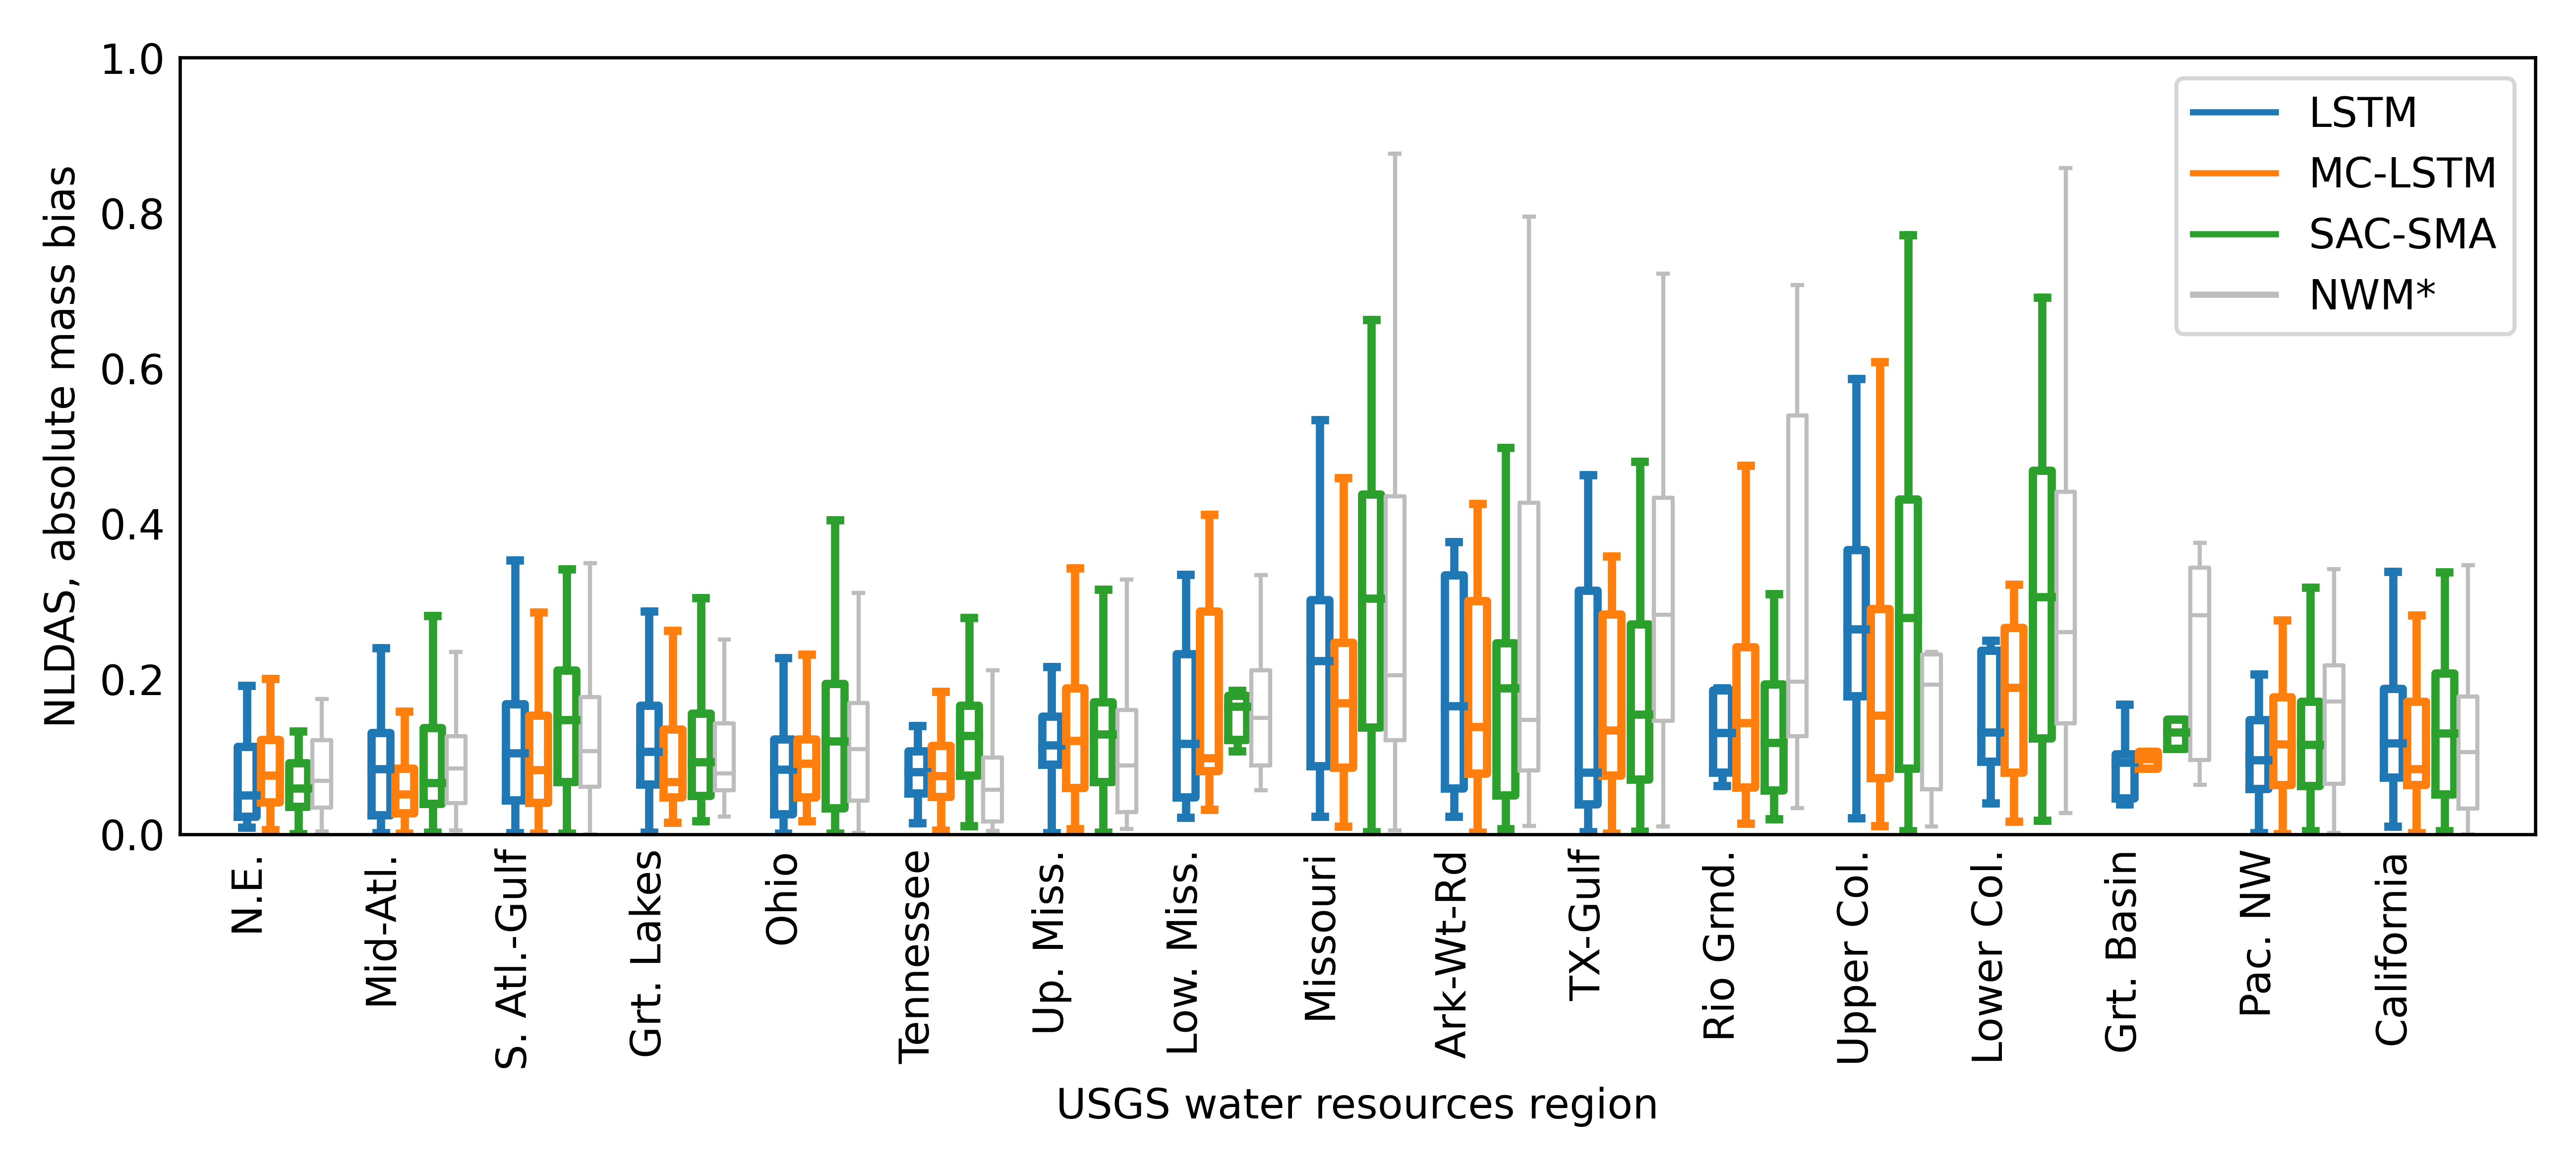 1.0
0.8
0.6
0.4
0.2
0.0
NLDAS, absolute mass bias
LSTM
MC-LSTM
SAC-SMA
NWM*
N.E.
Mid-Atl.
S. Atl.-Gulf
Grt. Lakes
Ohio
Tennessee
Up. Miss.
Low. Miss.
Missouri
Ark-Wt-Rd
TX-Gulf
Rio Grnd.
Upper Col.
Lower Col.
Grt. Basin
Pac. NW
California
USGS water resources region